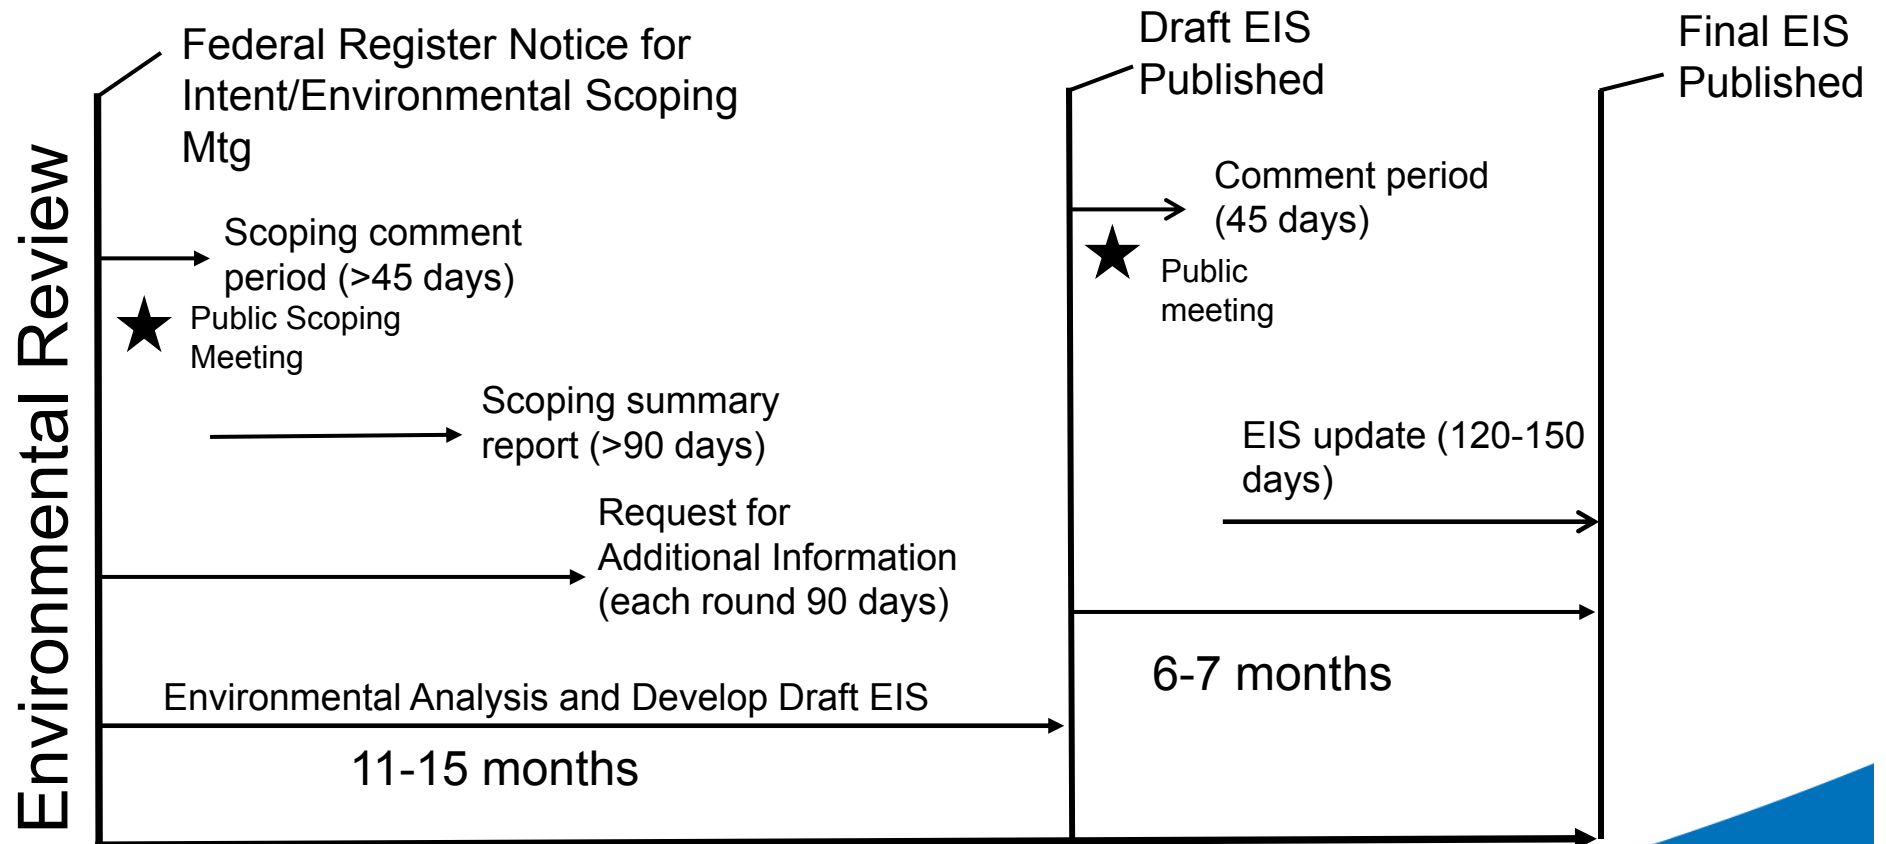 Environmental Review
Federal Register Notice for
Intent/Environmental Scoping
Mtg
Scoping comment
period (>45 days)
Public Scoping
Meeting
Scoping summary
report (>90 days)
Request for
Additional Information
(each round 90 days)
Environmental Analysis and Develop Draft EIS
11-15 months
Draft EIS
Published
Comment period
(45 days)
Public
meeting
EIS update (120-150
days)
6-7 months
Final EIS
Published